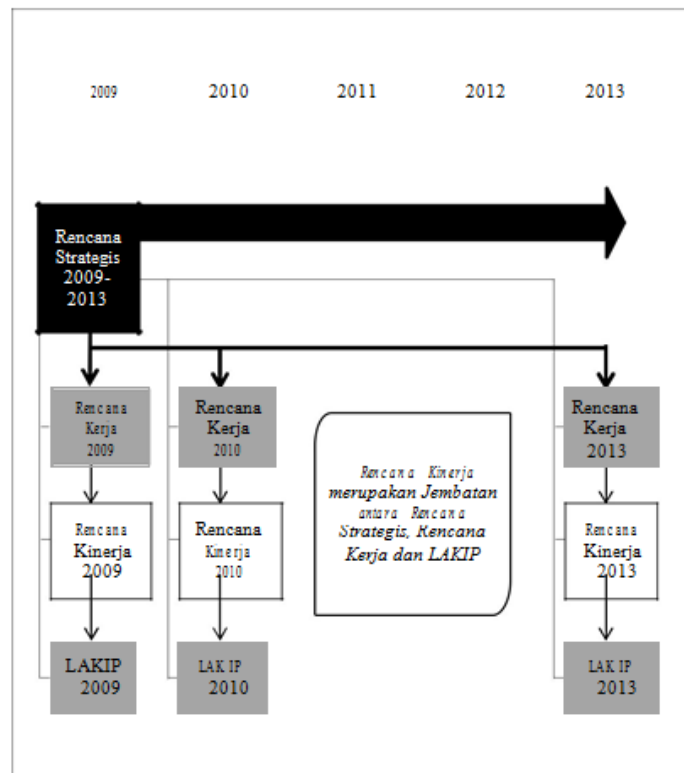 2009 2010 2011 2012 2013
Rencana
Strategis
2009-
2013
Rencana
Kerja
2009
Rencana
Kerja
2010
Rencana
Kerja
2013
Rencana Kinerja
merupakan Jembatan
antara Rencana
Strategis, Rencana
Kerja dan LAKIP
Rencana
Kinerja
2009
Rencana
Kinerja
2010
Rencana
Kinerja
2013
LAKIP
2009
LAK IP
2010
LAK IP
2013